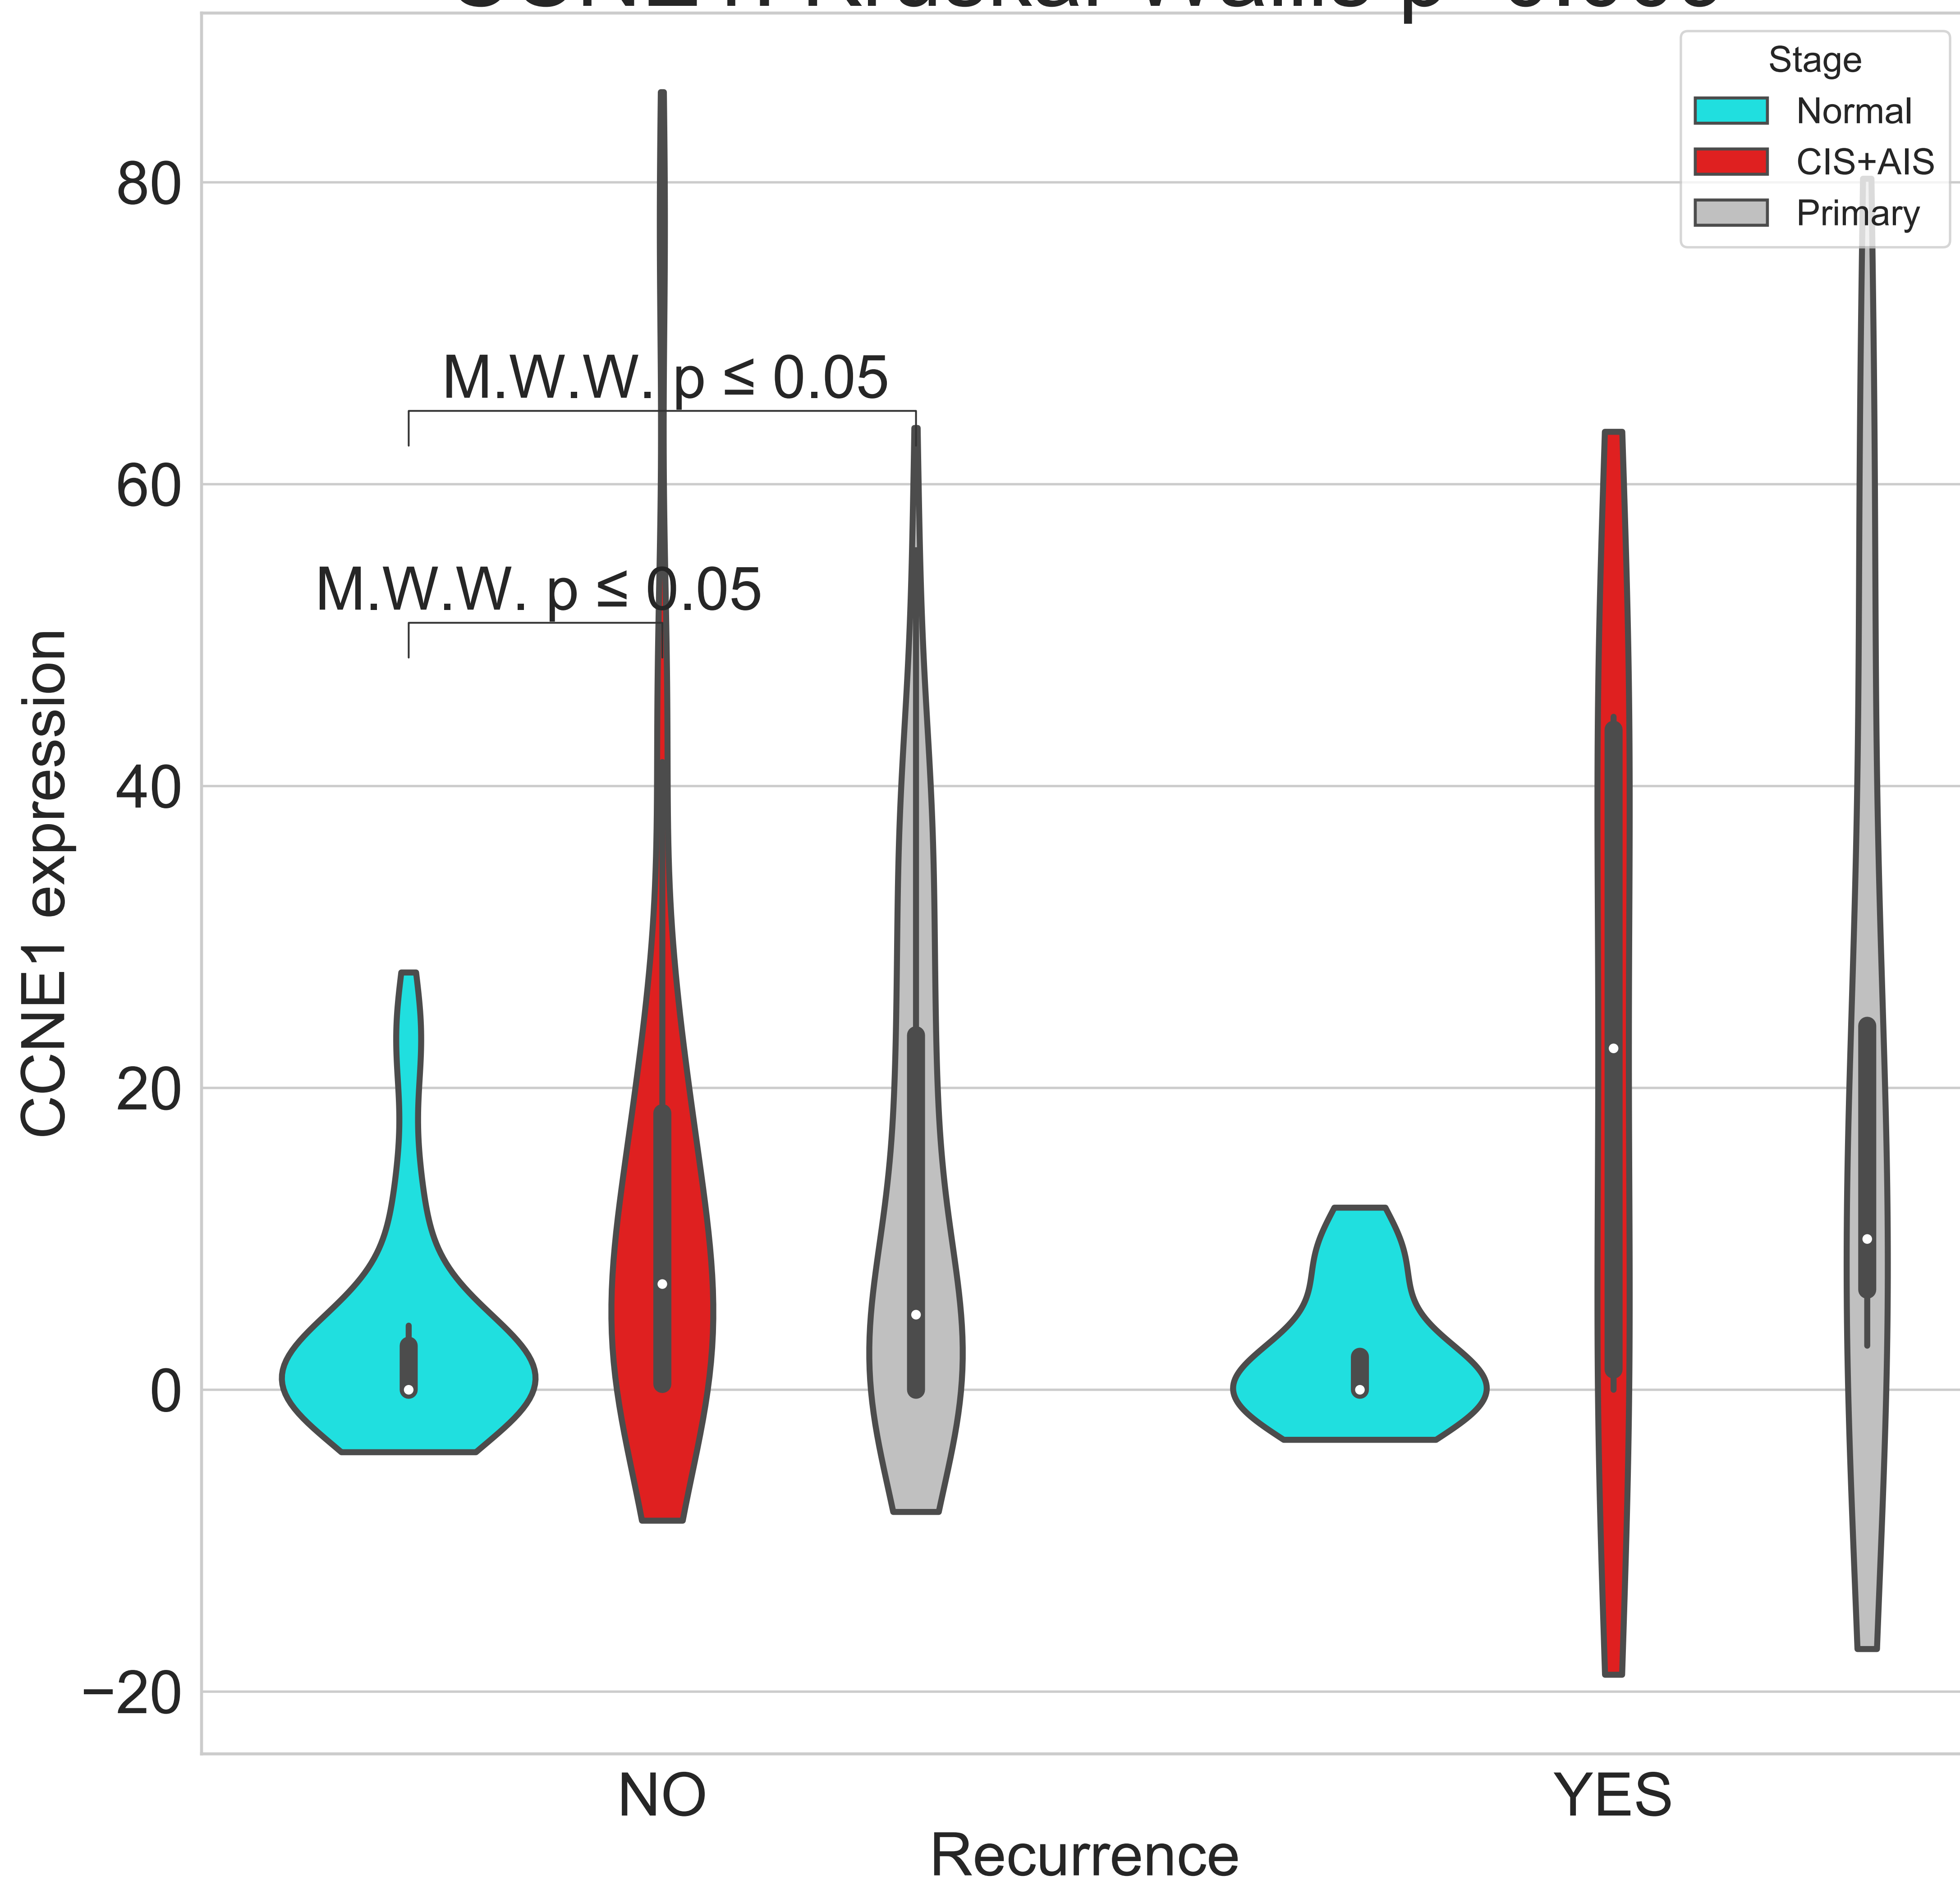 Stage
Normal
CIS+AIS
Primary
80
M.W.W. p ≤ 0.05
60
M.W.W. p ≤ 0.05
40
20
0
−20
CCNE1 expression
NO
YES
Recurrence